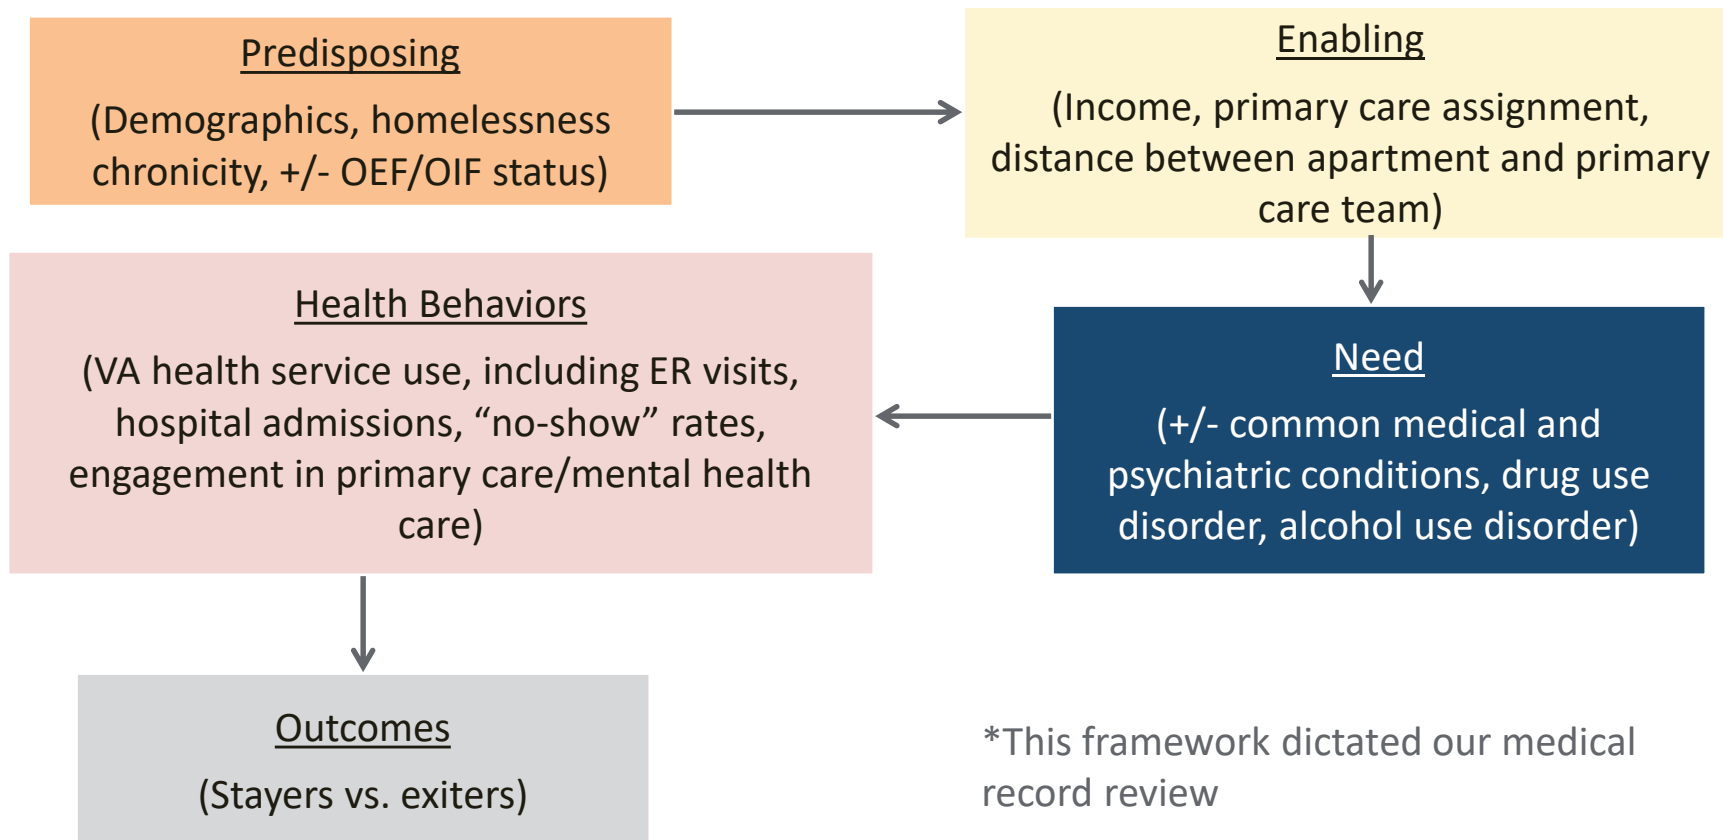 Predisposing
(Demographics, homelessness
chronicity, +/- OEF/OIF status)
Enabling
(Income, primary care assignment,
distance between apartment and primary
care team)
Need
(+/- common medical and
psychiatric conditions, drug use
disorder, alcohol use disorder)
Health Behaviors
(VA health service use, including ER visits,
hospital admissions, “no-show” rates,
engagement in primary care/mental health
care)
Outcomes
(Stayers vs. exiters)
*This framework dictated our medical
record review